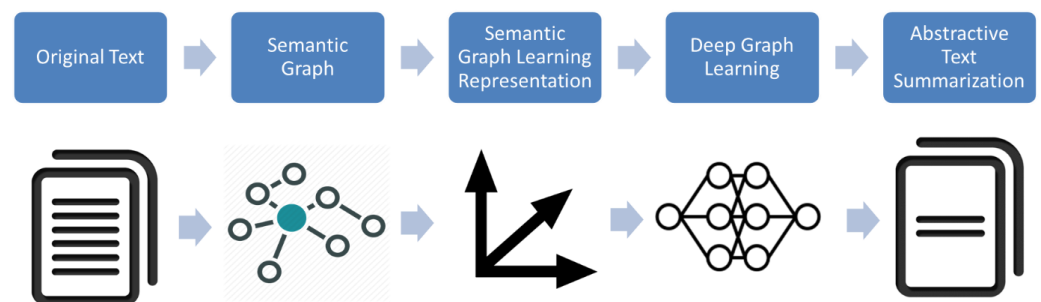 Original Text
Semantic
Graph
Semantic
Graph Learning
Representation
Deep Graph
Learning
Abstractive
Text
Summarization